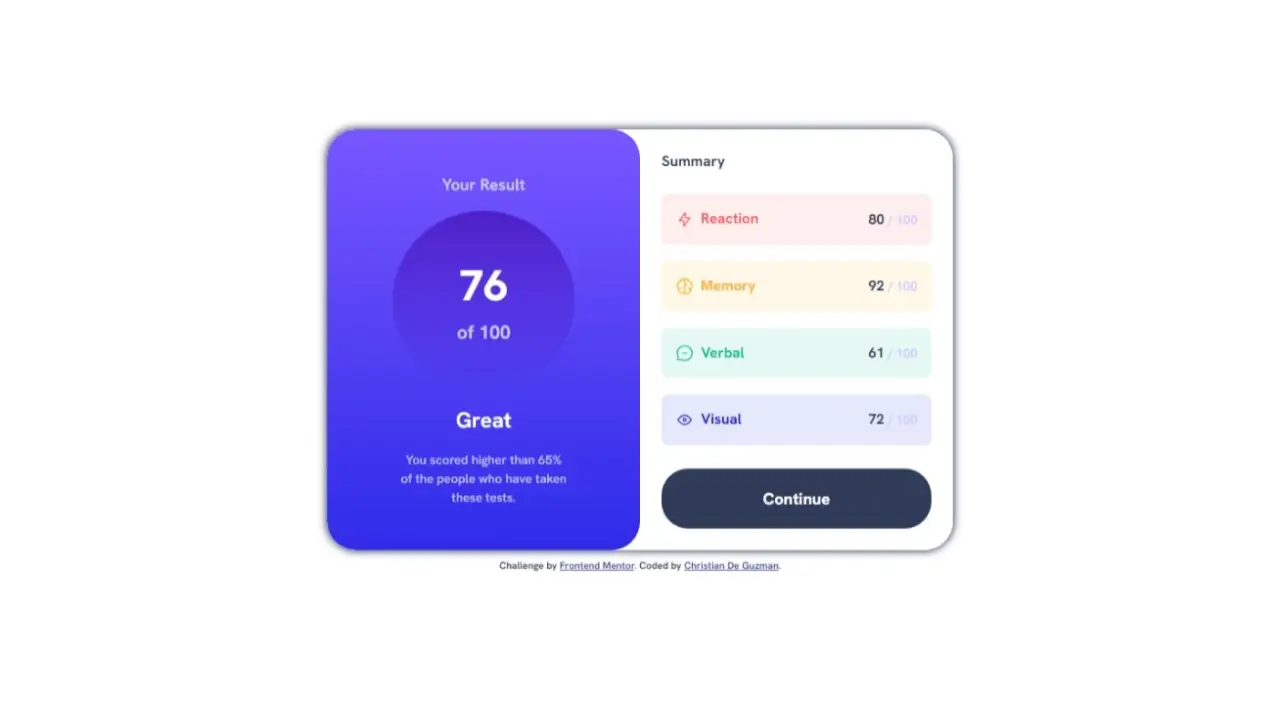 Your Result
76
of 100
Great
You scored higher than 65%
of the people who have taken
these tests.
Summary
Reaction 80 / 100
Memory 92 / 100
Verbal 61 / 100
Visual 72 / 100
Continue
Challenge by Frontend Mentor. Coded by Christian De Guzman.